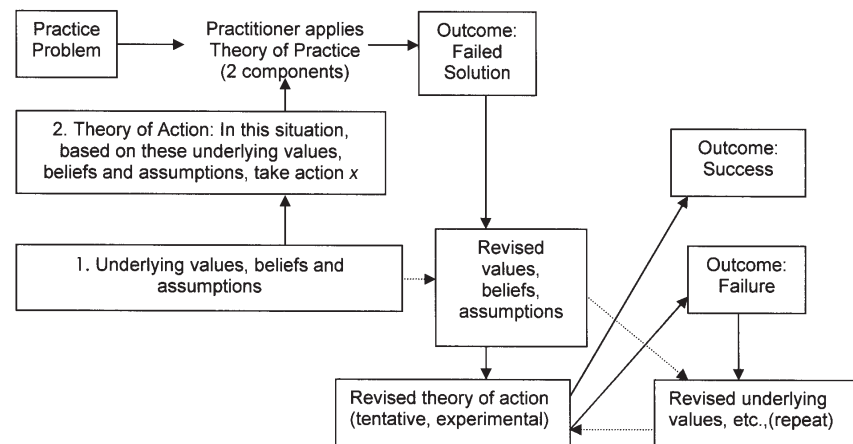 Practice
Problem
Practitioner applies
Theory of Practice
(2 components)
Outcome:
Failed
Solution
2. Theory of Action: In this situation,
based on these underlying values,
beliefs and assumptions, take action x
Outcome:
Success
1. Underlying values, beliefs and
assumptions
Revised
values,
beliefs,
assumptions
Outcome:
Failure
Revised theory of action
(tentative, experimental)
Revised underlying
values, etc.,(repeat)